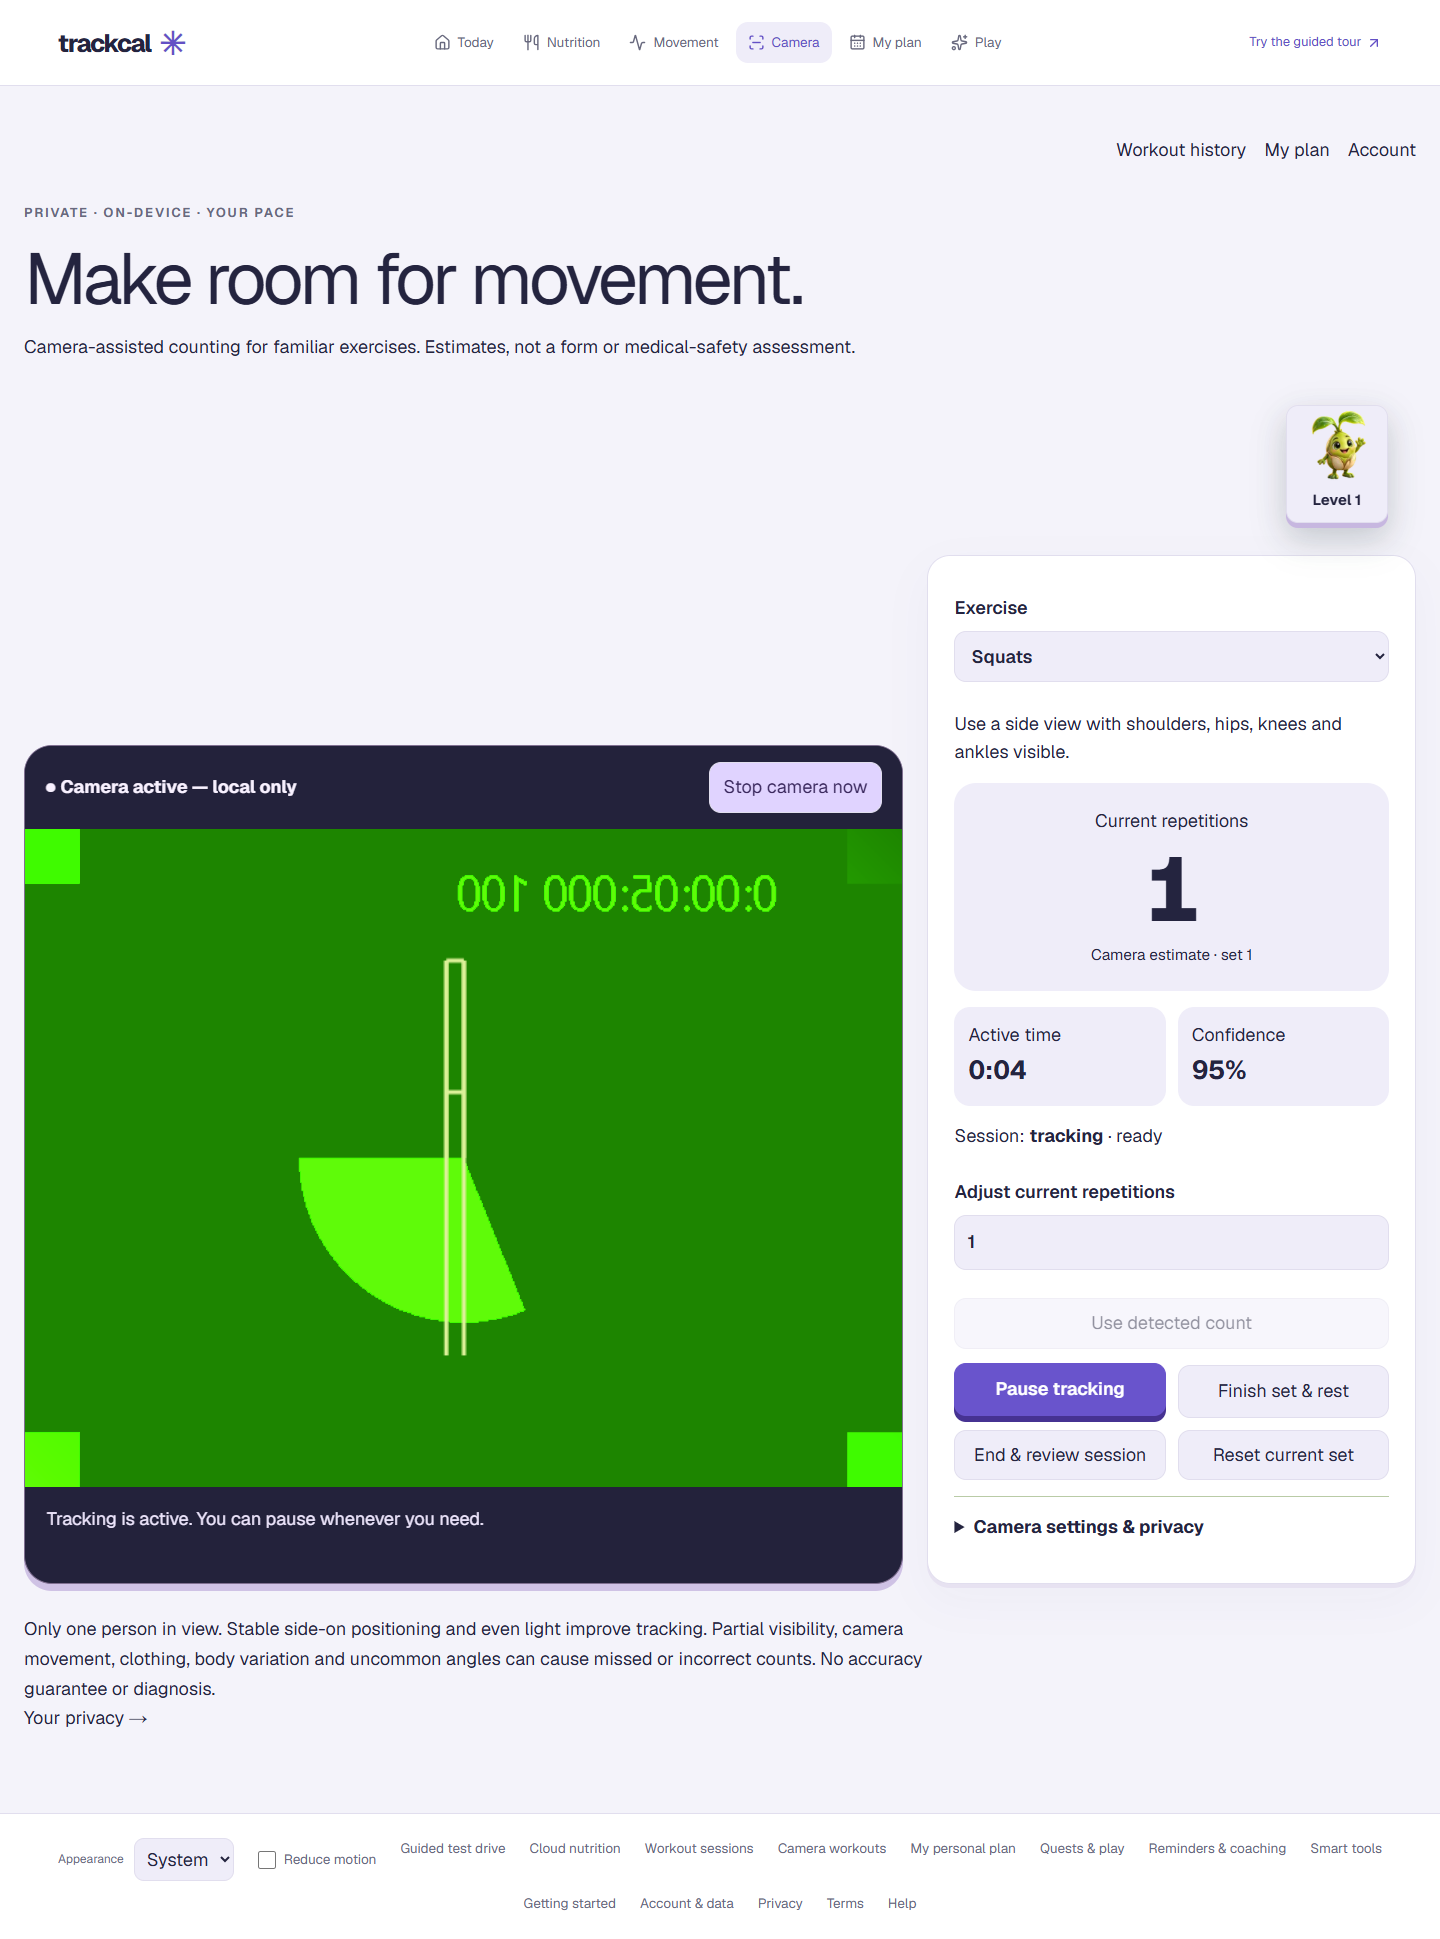 trackcal
Today
Nutrition
Movement
Camera
My plan
Play
Try the guided tour
Workout history
My plan
Account
PRIVATE · ON-DEVICE · YOUR PACE
Make room for movement.
Camera-assisted counting for familiar exercises. Estimates, not a form or medical-safety assessment.
Level 1
Exercise
Squats
Use a side view with shoulders, hips, knees and
ankles visible.
Camera active — local only
Stop camera now
0:00:05:000 100
Current repetitions
1
Camera estimate · set 1
Active time
0:04
Confidence
95%
Session: tracking · ready
Adjust current repetitions
1
Use detected count
Pause tracking
Finish set & rest
End & review session
Reset current set
Camera settings & privacy
Tracking is active. You can pause whenever you need.
Only one person in view. Stable side-on positioning and even light improve tracking. Partial visibility, camera
movement, clothing, body variation and uncommon angles can cause missed or incorrect counts. No accuracy
guarantee or diagnosis.
Your privacy →
Appearance
System
Reduce motion
Guided test drive
Cloud nutrition
Workout sessions
Camera workouts
My personal plan
Quests & play
Reminders & coaching
Smart tools
Getting started
Account & data
Privacy
Terms
Help